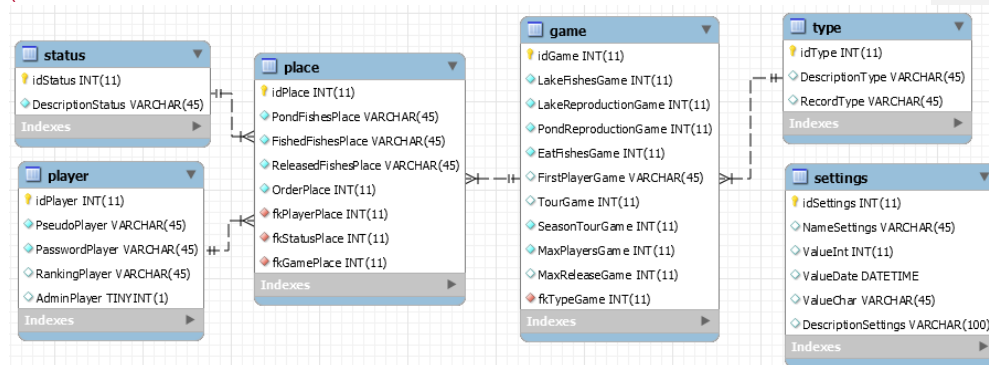 status
idStatus INT(11)
DescriptionStatus VARCHAR(45)
Indexes
player
idPlayer INT(11)
PseudoPlayer VARCHAR(45)
PasswordPlayer VARCHAR(45)
RankingPlayer VARCHAR(45)
AdminPlayer TINYINT(1)
Indexes
place
idPlace INT(11)
PondFishesPlace VARCHAR(45)
FishedFishesPlace VARCHAR(45)
ReleasedFishesPlace VARCHAR(45)
OrderPlace INT(11)
fkPlayerPlace INT(11)
fkStatusPlace INT(11)
fkGamePlace INT(11)
Indexes
game
idGame INT(11)
LakeFishesGame INT(11)
LakeReproductionGame INT(11)
PondReproductionGame INT(11)
EatFishesGame INT(11)
FirstPlayerGame VARCHAR(45)
TourGame INT(11)
SeasonTourGame INT(11)
MaxPlayersGame INT(11)
MaxReleaseGame INT(11)
fkTypeGame INT(11)
Indexes
type
idType INT(11)
DescriptionType VARCHAR(45)
RecordType VARCHAR(45)
Indexes
settings
idSettings INT(11)
NameSettings VARCHAR(45)
ValueInt INT(11)
ValueDate DATETIME
ValueChar VARCHAR(45)
DescriptionSettings VARCHAR(100)
Indexes